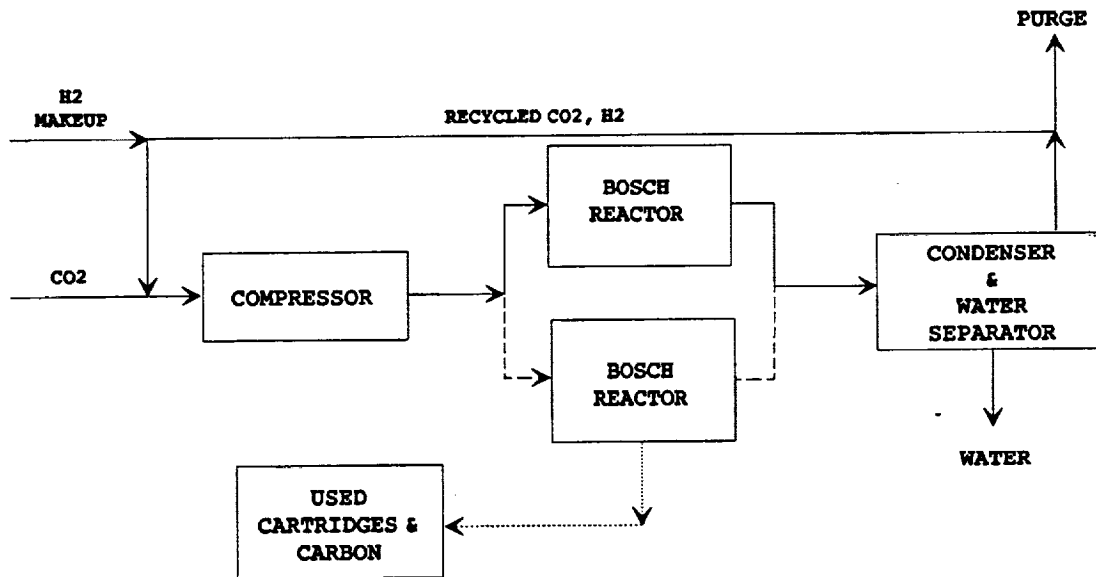 PURGE
H2
MAKEUP
RECYCLED CO2, H2
BOSCH
REACTOR
CO2
COMPRESSOR
CONDENSER
&
WATER
SEPARATOR
BOSCH
REACTOR
WATER
USED
CARTRIDGES &
CARBON